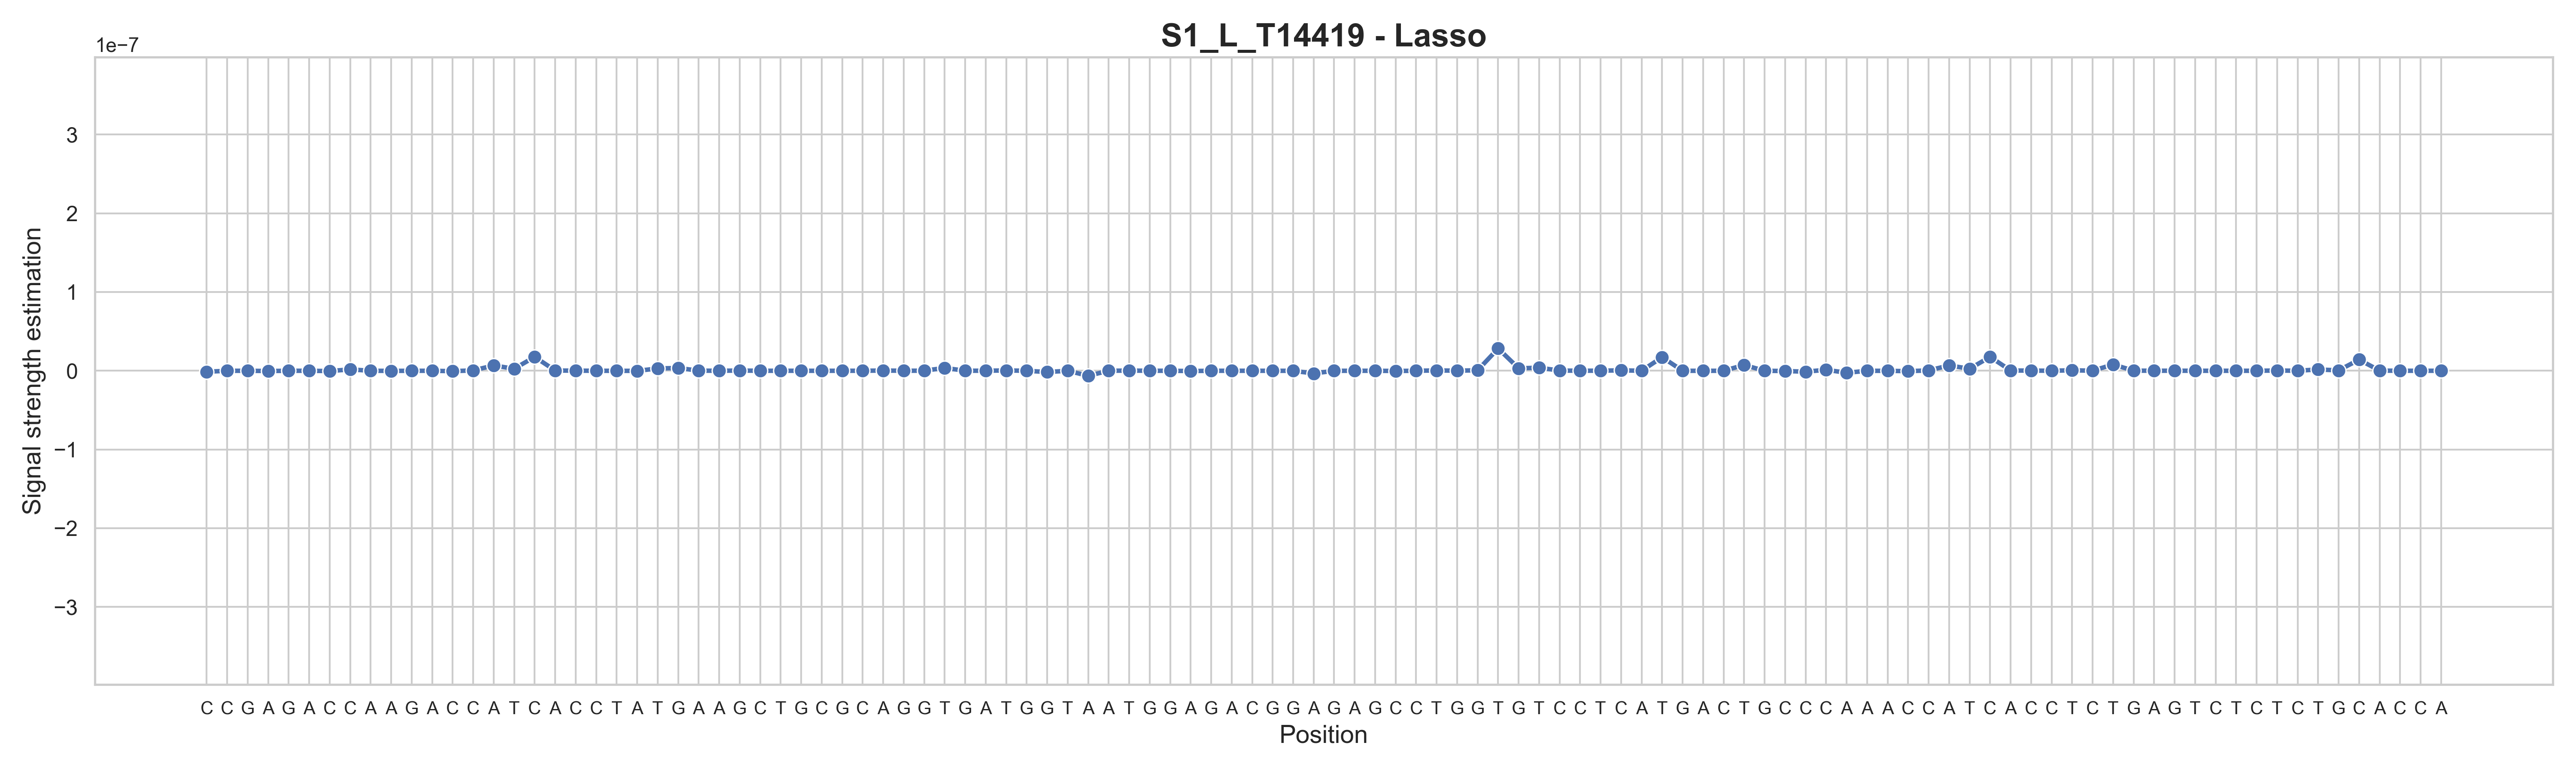 S1_L_T14419 - Lasso
1e−7
3
2
1
0
−1
−2
−3
Signal strength estimation
C C G A G A C C A A G A C C A T C A C C T A T G A A G C T G C G C A G G T G A T G G T A A T G G A G A C G G A G A G C C T G G T G T C C T C A T G A C T G C C C A A A C C A T C A C C T C T G A G T C T C T C T G C A C C A
Position